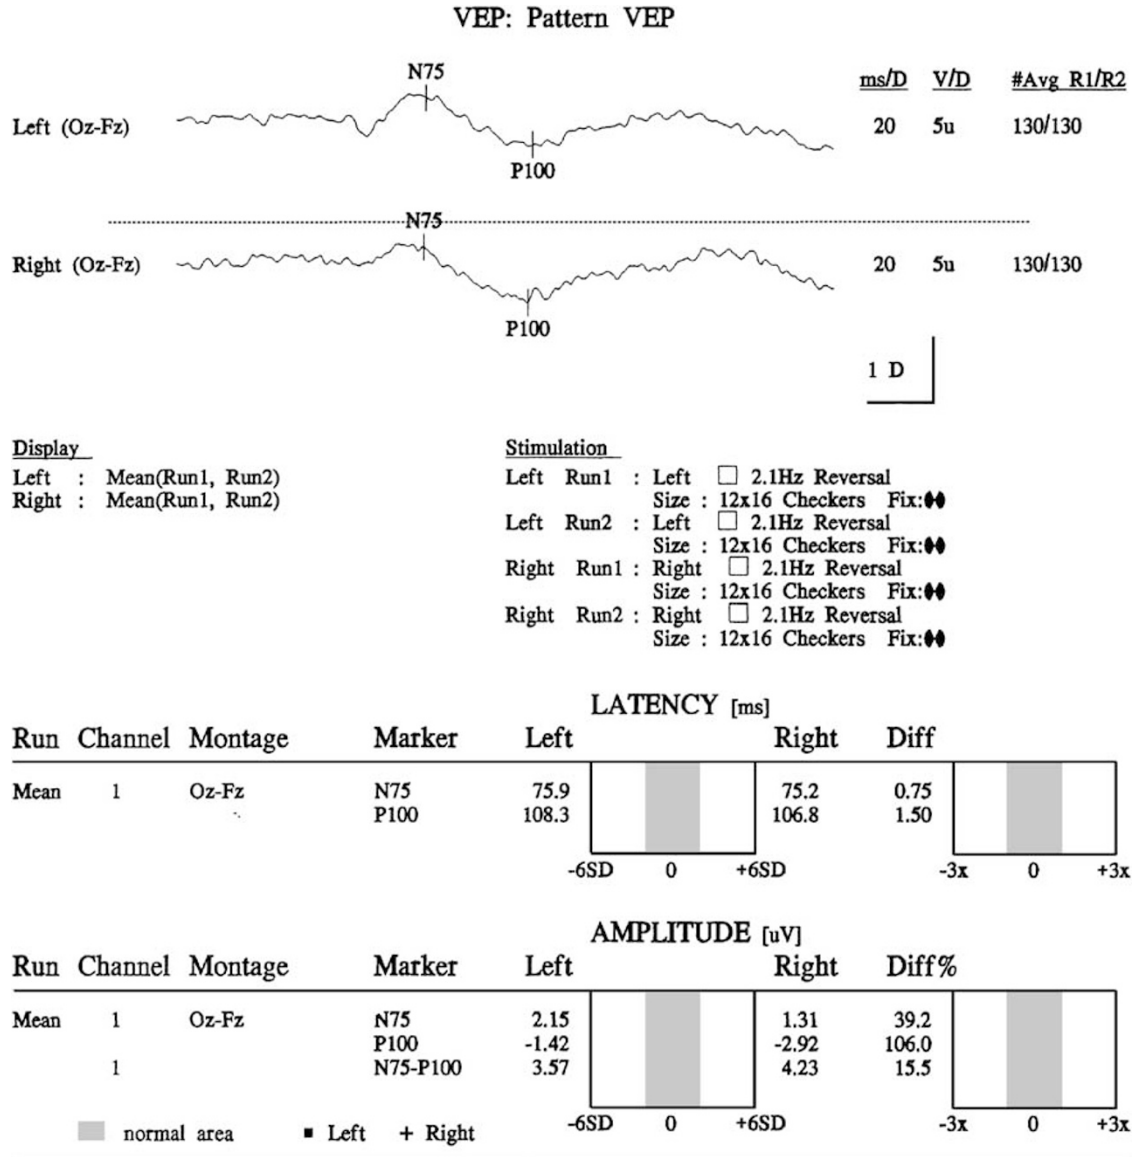 VEP: Pattern VEP
N75
ms/D V/D #Avg R1/R2
Left (Oz-Fz) 20 5u 130/130
P100
N75
Right (Oz-Fz) 20 5u 130/130
P100
1 D
Display
Left : Mean(Run1, Run2)
Right : Mean(Run1, Run2)
Stimulation
Left Run1 : Left 2.1Hz Reversal
Size : 12x16 Checkers Fix:
Left Run2 : Left 2.1Hz Reversal
Size : 12x16 Checkers Fix:
Right Run1 : Right 2.1Hz Reversal
Size : 12x16 Checkers Fix:
Right Run2 : Right 2.1Hz Reversal
Size : 12x16 Checkers Fix:
LATENCY [ms]
Run Channel Montage Marker Left Right Diff
Mean 1 Oz-Fz N75 75.9 75.2 0.75
P100 108.3 106.8 1.50
-6SD 0 +6SD -3x 0 +3x
AMPLITUDE [uV]
Run Channel Montage Marker Left Right Diff%
Mean 1 Oz-Fz N75 2.15 1.31 39.2
P100 -1.42 -2.92 106.0
1 N75-P100 3.57 4.23 15.5
-6SD 0 +6SD -3x 0 +3x
normal area ▪ Left + Right